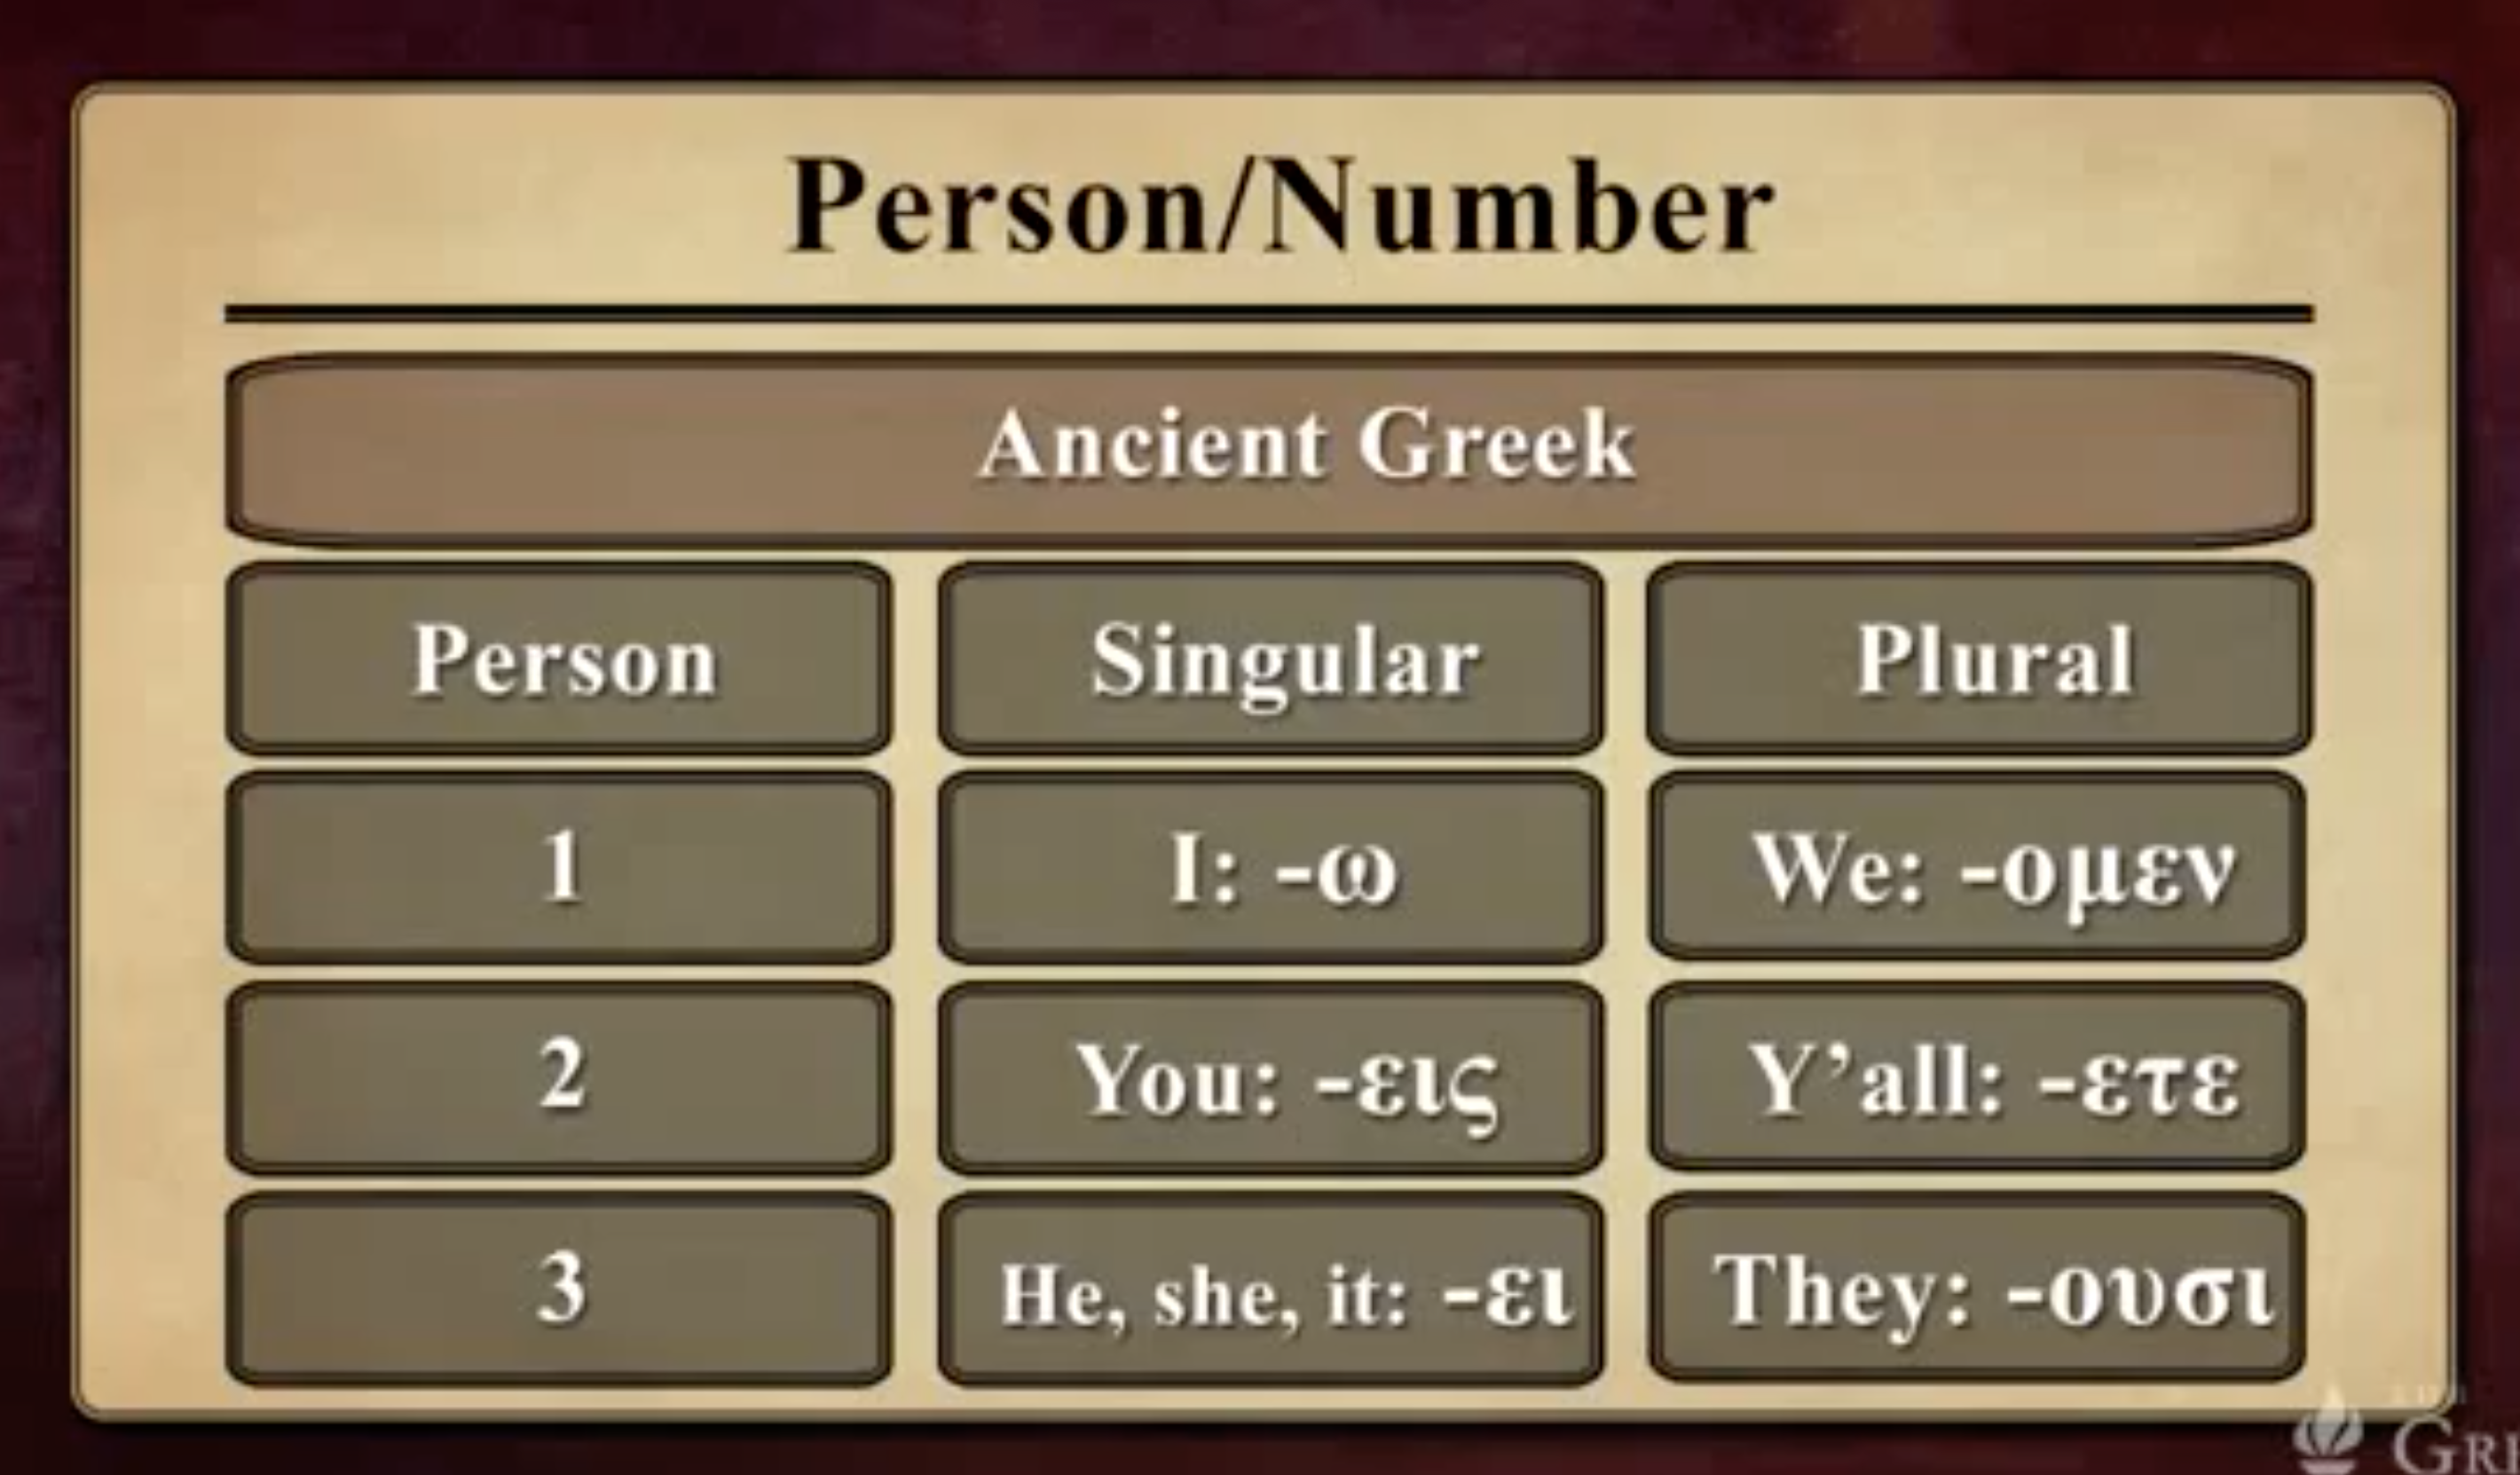 Person/Number
Ancient Greek
Person Singular Plural
1 I: -ω We: -ομεν
2 You: -εις Y’all: -ετε
3 He, she, it: -ει They: -ουσι